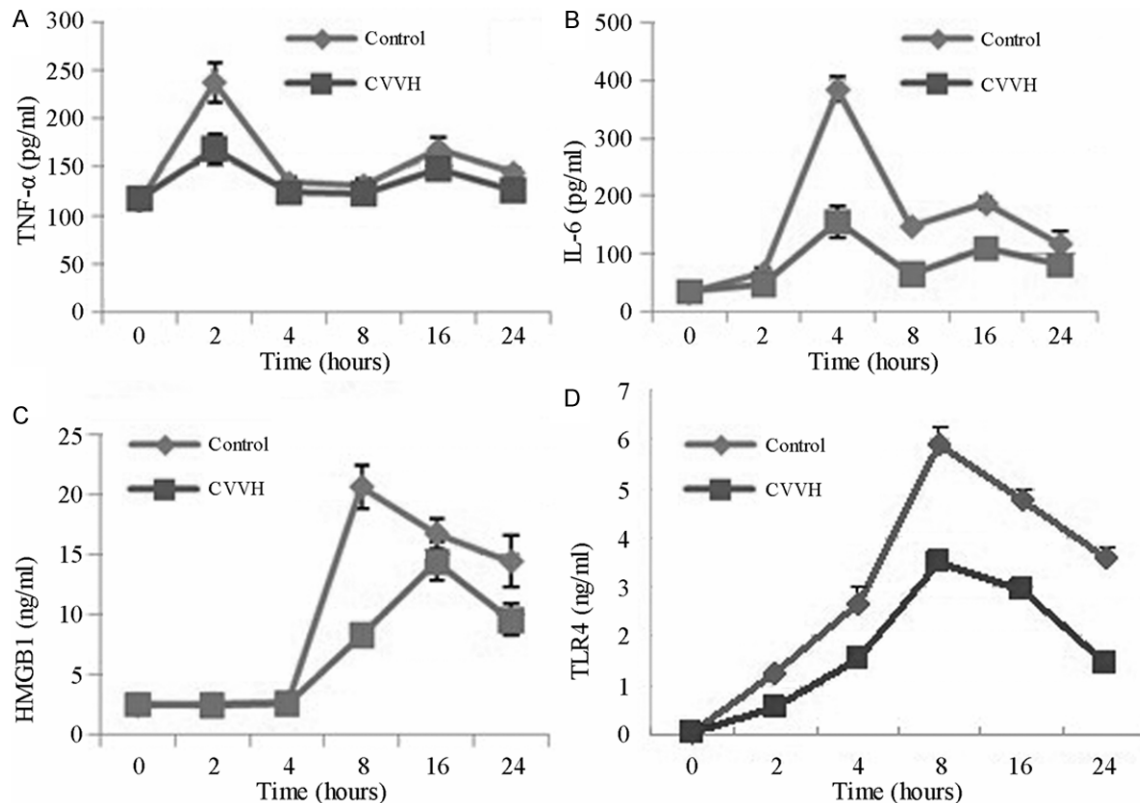 A
TNF-α (pg/ml)
300
250
200
150
100
50
0
Control
CVVH
0 2 4 8 16 24
Time (hours)
B
IL-6 (pg/ml)
500
400
300
200
100
0
Control
CVVH
0 2 4 8 16 24
Time (hours)
C
HMGB1 (ng/ml)
25
20
15
10
5
0
Control
CVVH
0 2 4 8 16 24
Time (hours)
D
TLR4 (ng/ml)
7
6
5
4
3
2
1
0
Control
CVVH
0 2 4 8 16 24
Time (hours)